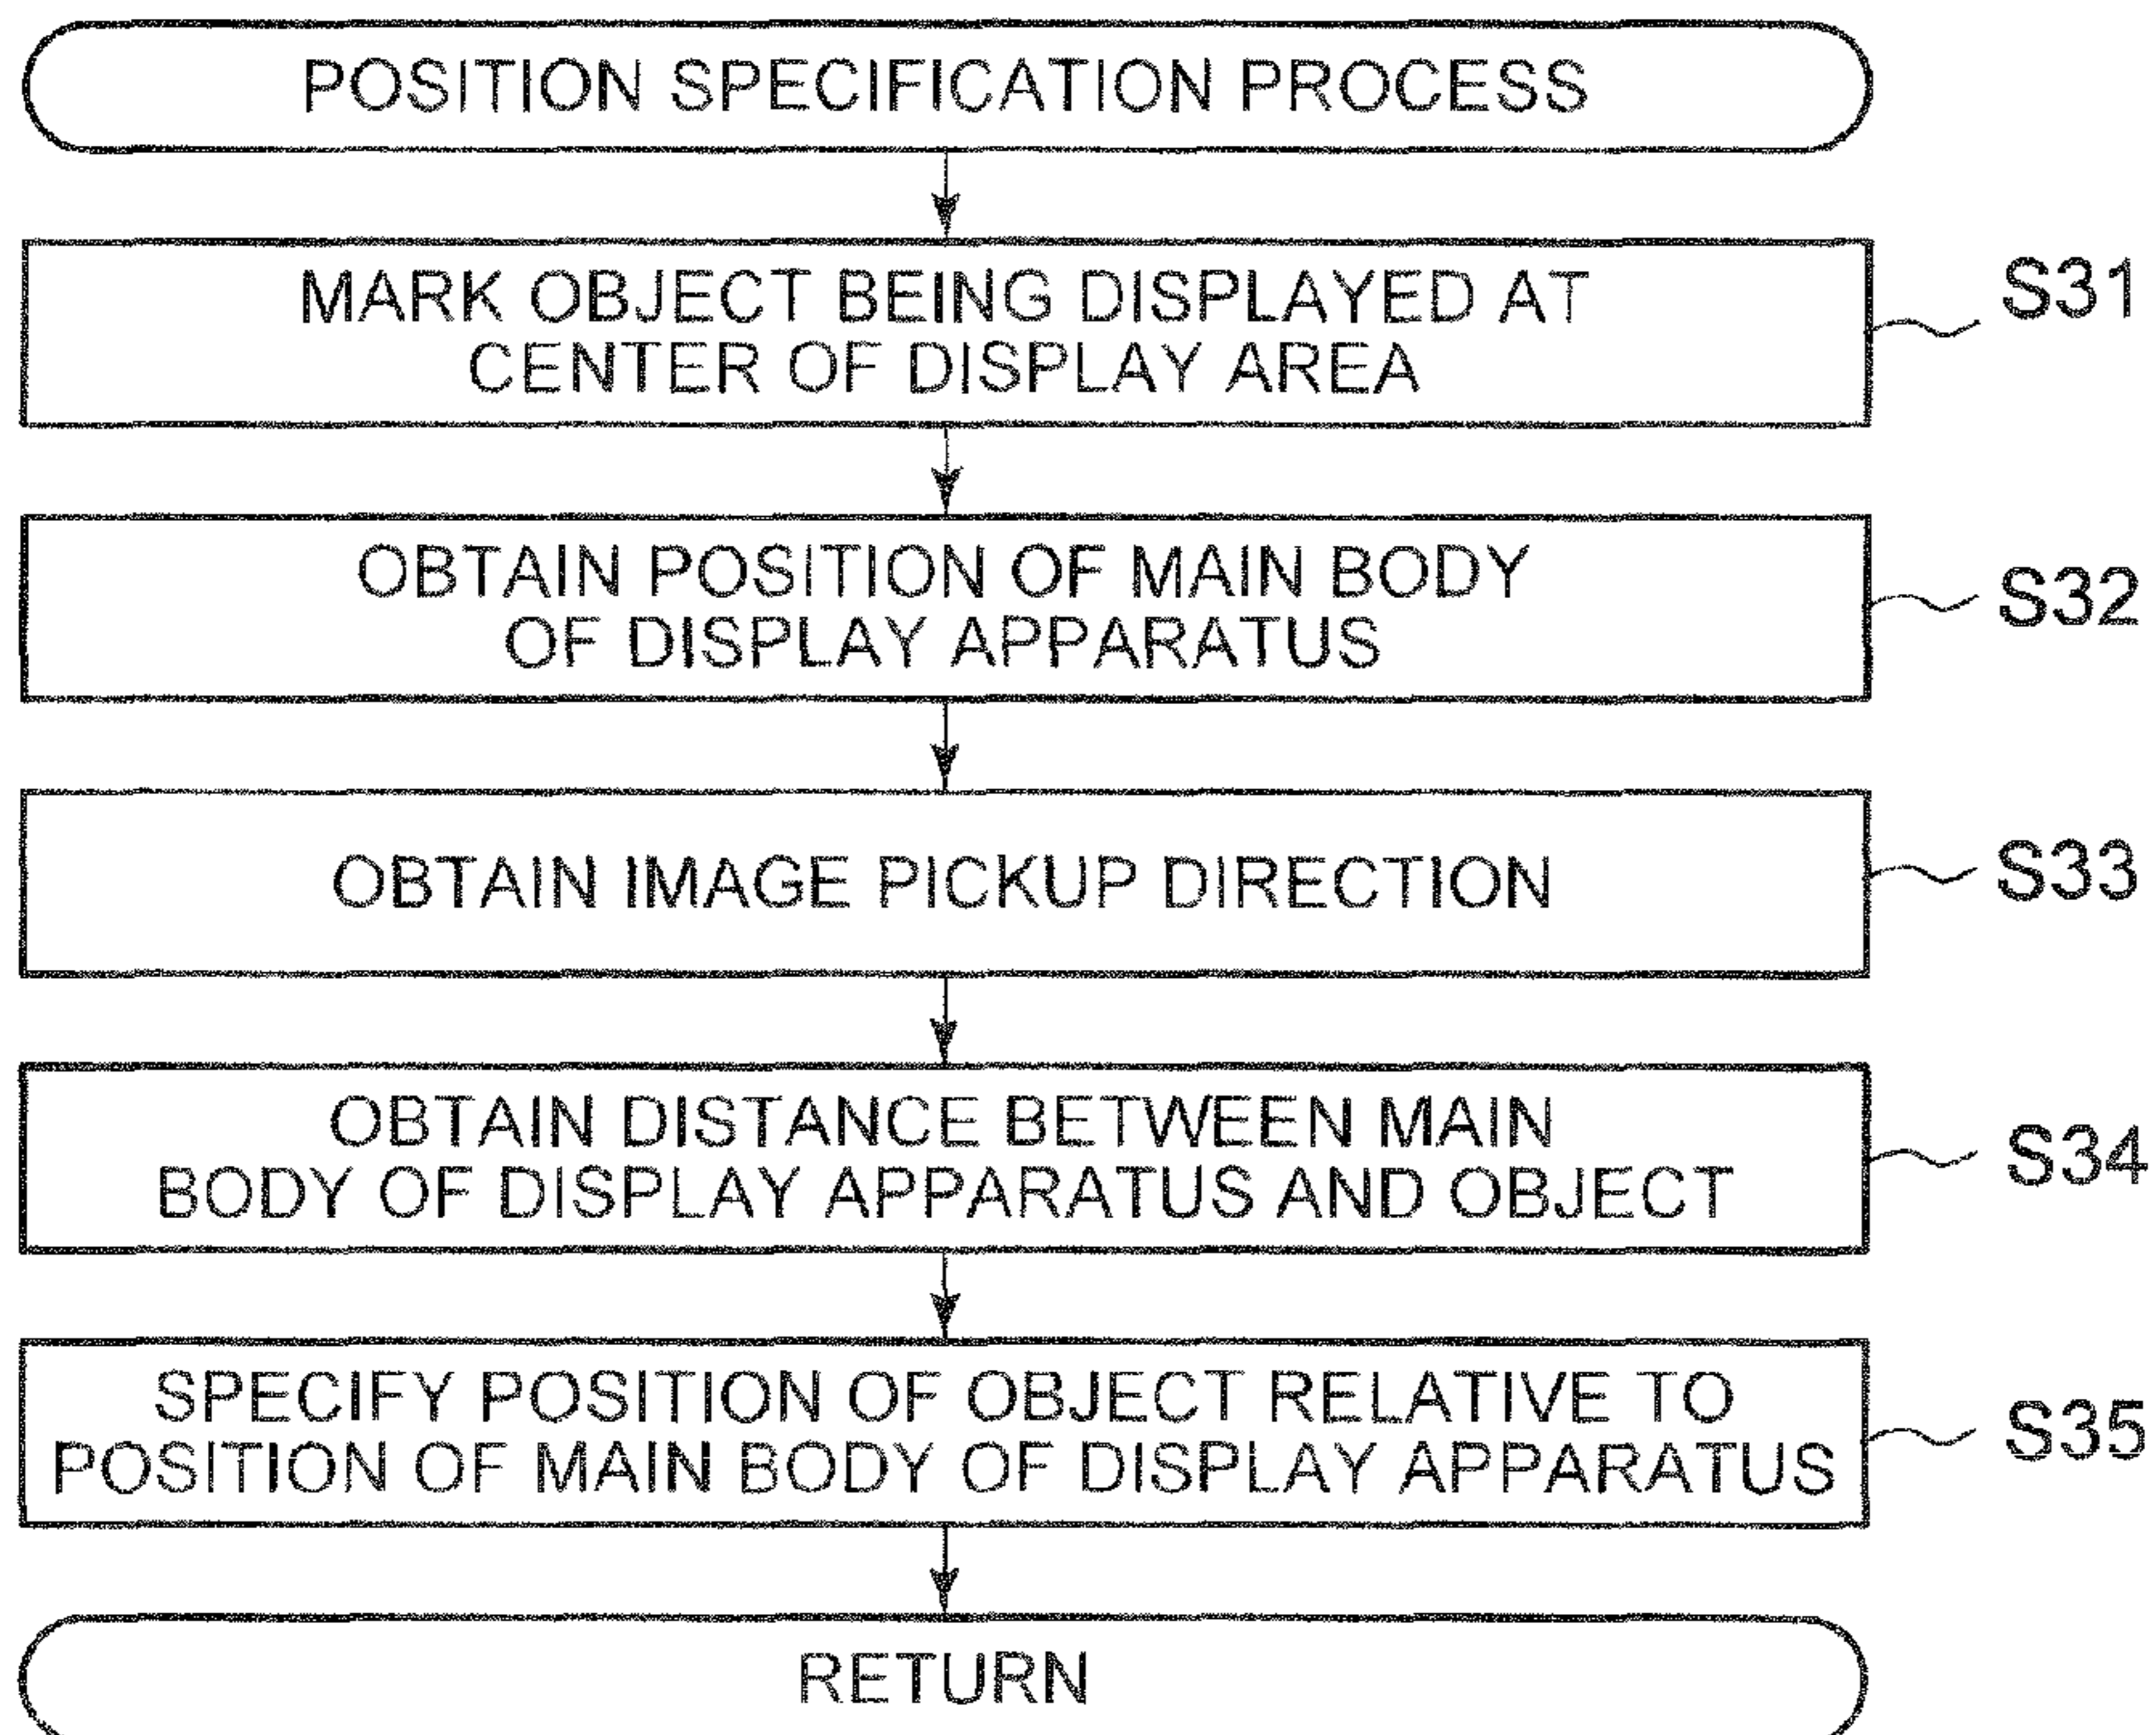 POSITION SPECIFICATION PROCESS
MARK OBJECT BEING DISPLAYED AT
CENTER OF DISPLAY AREA
S31
OBTAIN POSITION OF MAIN BODY
OF DISPLAY APPARATUS
S32
OBTAIN IMAGE PICKUP DIRECTION
S33
OBTAIN DISTANCE BETWEEN MAIN
BODY OF DISPLAY APPARATUS AND OBJECT
S34
SPECIFY POSITION OF OBJECT RELATIVE TO
POSITION OF MAIN BODY OF DISPLAY APPARATUS
S35
RETURN